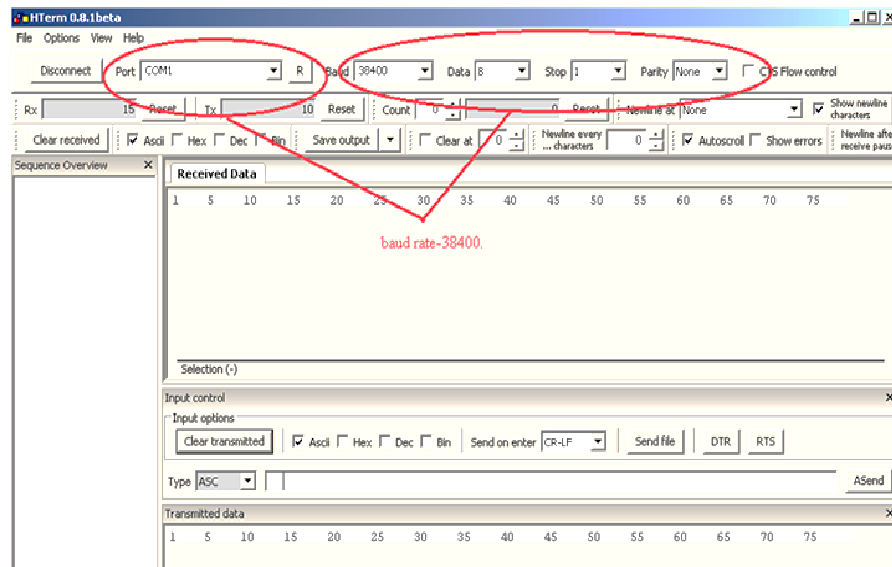 HTerm 0.8.1beta
File Options View Help
Disconnect Port COM1 R Baud 38400 Data 8 Stop 1 Parity None CTS Flow control
Rx 15 Reset Tx 10 Reset Count 0 0 Reset Newline at None Show newline characters
Clear received Ascii Hex Dec Bin Save output Clear at 0 Newline every ... characters 0 Autoscroll Show errors Newline after receive pause
Sequence Overview X
Received Data
1 5 10 15 20 25 30 35 40 45 50 55 60 65 70 75
baud rate-38400.
Selection (-)
Input control
Input options
Clear transmitted Ascii Hex Dec Bin Send on enter CR-LF Send file DTR RTS
Type ASC ASend
Transmitted data
1 5 10 15 20 25 30 35 40 45 50 55 60 65 70 75